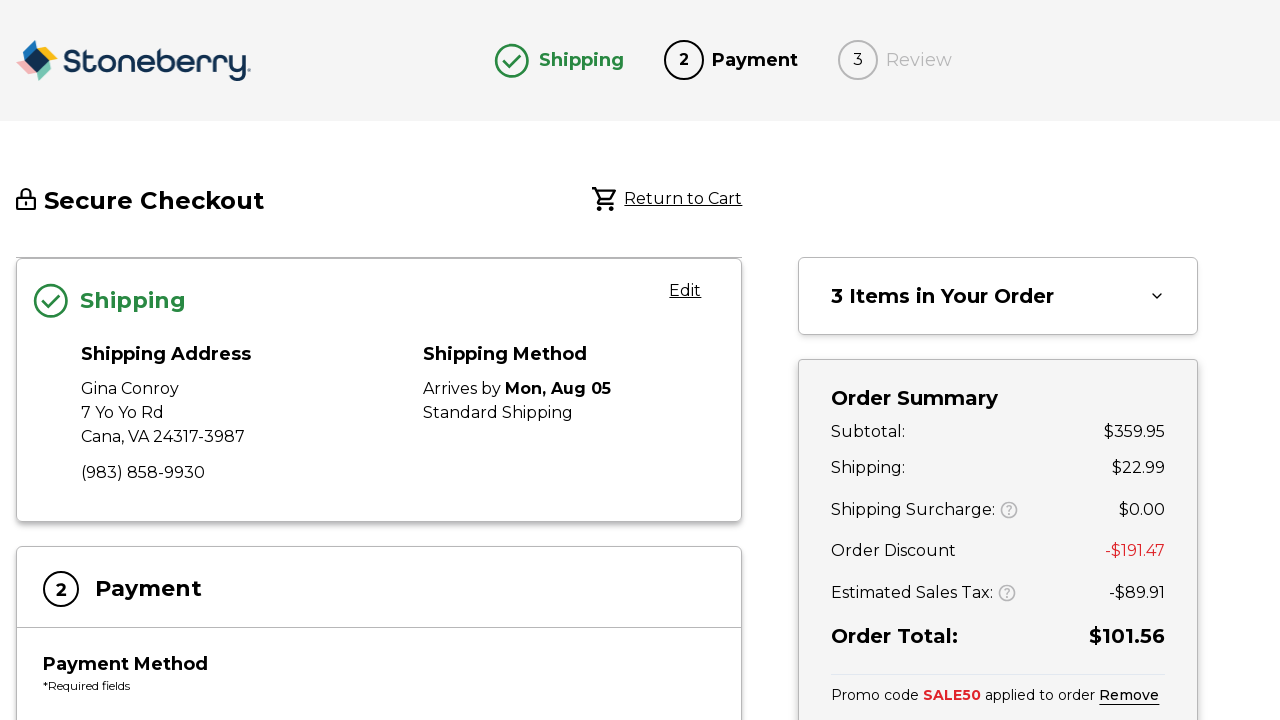 Stoneberry.
Shipping
2 Payment
3 Review
Secure Checkout
Return to Cart
Shipping
Edit
Shipping Address
Gina Conroy
7 Yo Yo Rd
Cana, VA 24317-3987
(983) 858-9930
Shipping Method
Arrives by Mon, Aug 05
Standard Shipping
2 Payment
Payment Method
*Required fields
3 Items in Your Order
Order Summary
Subtotal: $359.95
Shipping: $22.99
Shipping Surcharge: ? $0.00
Order Discount -$191.47
Estimated Sales Tax: ? -$89.91
Order Total: $101.56
Promo code SALE50 applied to order Remove